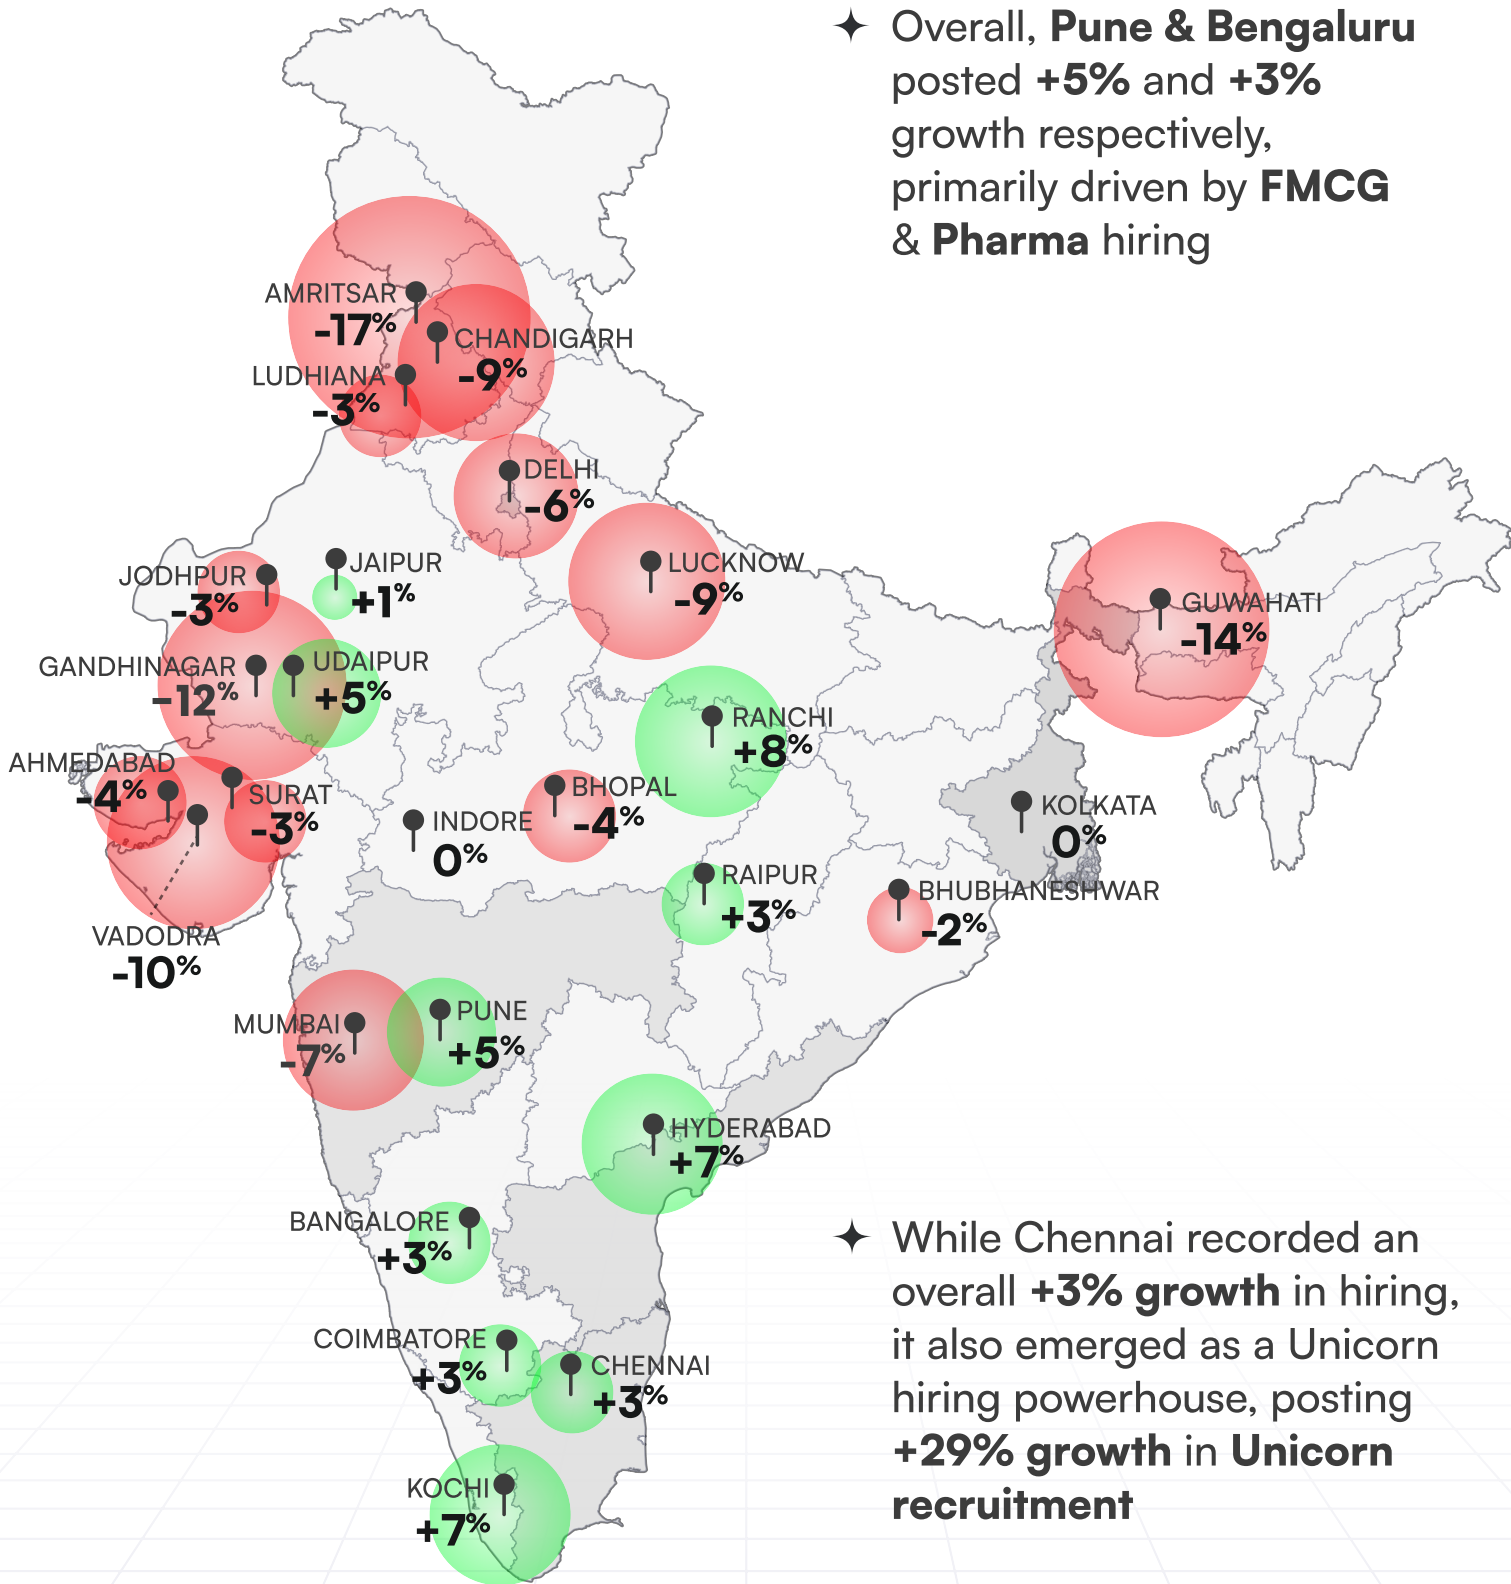 Overall, Pune & Bengaluru
posted +5% and +3%
growth respectively,
primarily driven by FMCG
& Pharma hiring
AMRITSAR
-17%
CHANDIGARH
-9%
LUDHIANA
-3%
DELHI
-6%
LUCKNOW
-9%
JODHPUR
-3%
JAIPUR
+1%
GUWAHATI
-14%
GANDHINAGAR
-12%
UDAIPUR
+5%
RANCHI
+8%
AHMEDABAD
-4%
SURAT
-3%
BHOPAL
-4%
INDORE
0%
KOLKATA
0%
RAIPUR
+3%
BHUBHANESHWAR
-2%
VADODRA
-10%
MUMBAI
-7%
PUNE
+5%
HYDERABAD
+7%
BANGALORE
+3%
COIMBATORE
+3%
CHENNAI
+3%
KOCHI
+7%
While Chennai recorded an
overall +3% growth in hiring,
it also emerged as a Unicorn
hiring powerhouse, posting
+29% growth in Unicorn
recruitment